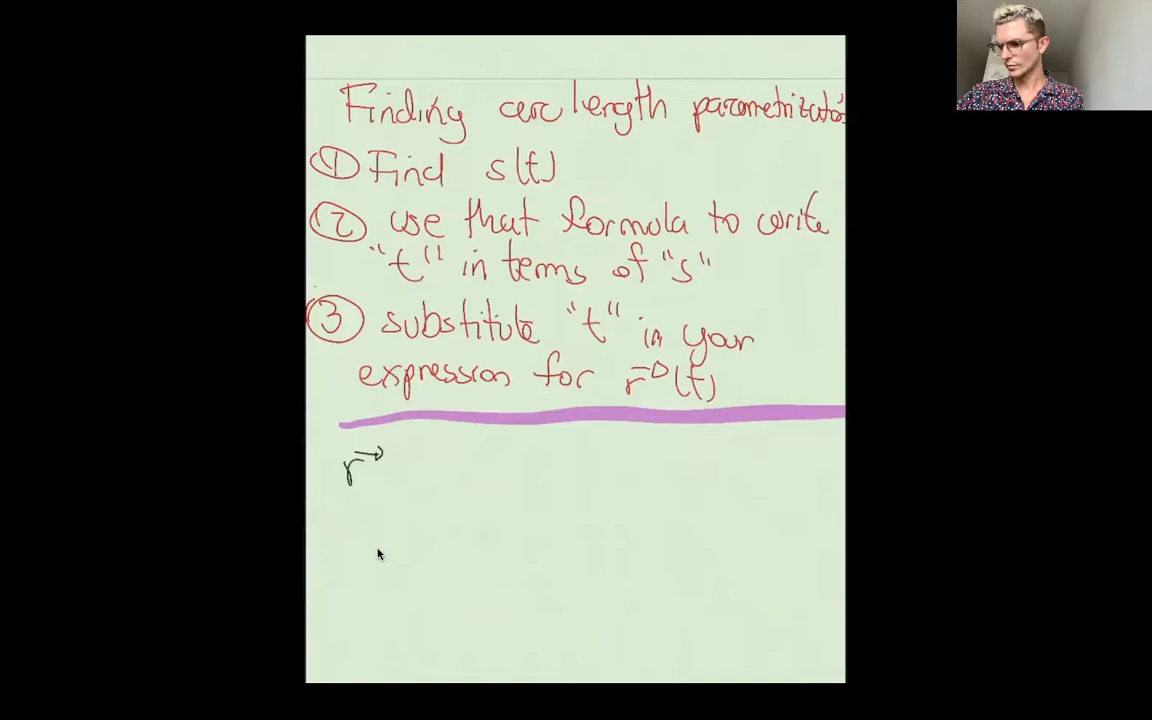 Finding arc length parametrization
① Find s(t)
② use that formula to write
"t" in terms of "s"
③ substitute "t" in your
expression for r⃗(t)
r⃗